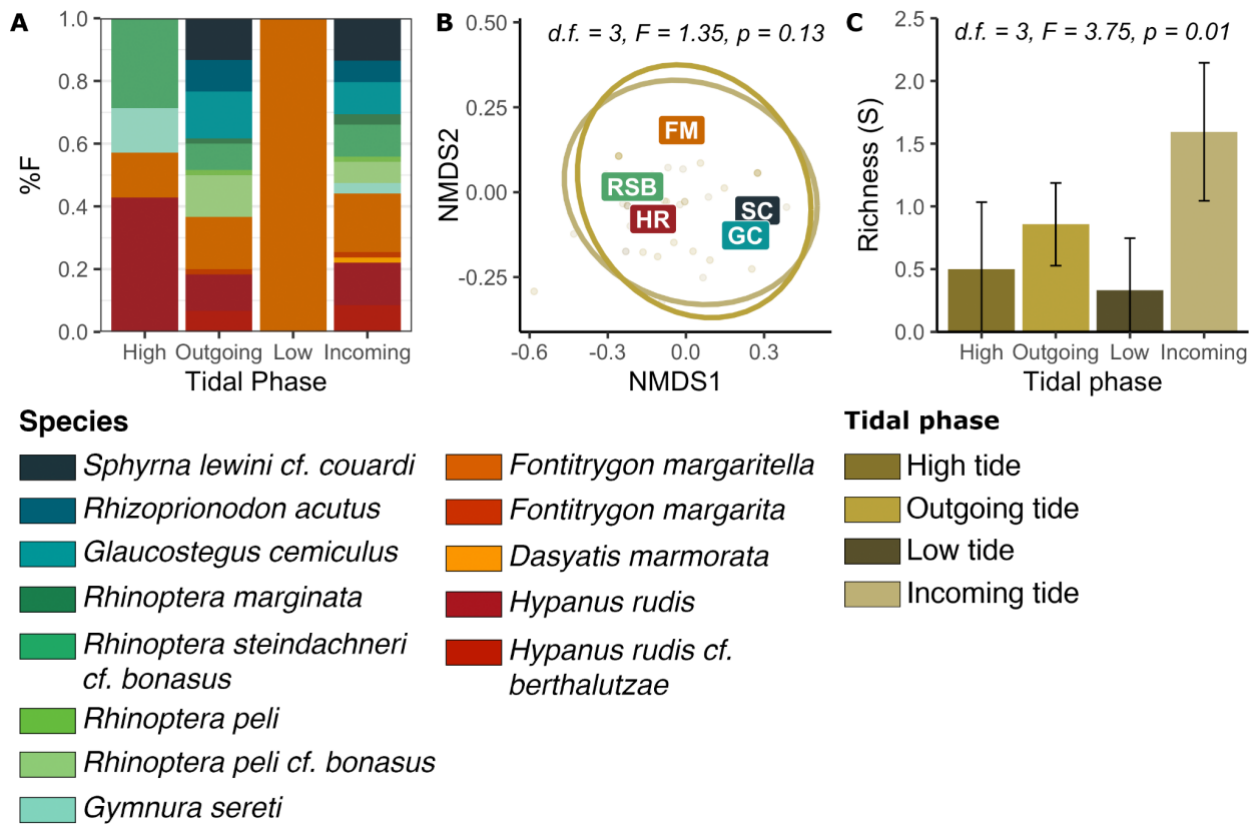 A
%F
1.0
0.8
0.6
0.4
0.2
0.0
High Outgoing Low Incoming
Tidal Phase
B
d.f. = 3, F = 1.35, p = 0.13
NMDS2
0.50
0.25
0.00
-0.25
FM
RSB
HR
SC
GC
-0.6 -0.3 0.0 0.3
NMDS1
C
d.f. = 3, F = 3.75, p = 0.01
Richness (S)
2.5
2.0
1.5
1.0
0.5
0.0
High Outgoing Low Incoming
Tidal phase
Species
Sphyrna lewini cf. couardi
Rhizoprionodon acutus
Glaucostegus cemiculus
Rhinoptera marginata
Rhinoptera steindachneri
cf. bonasus
Rhinoptera peli
Rhinoptera peli cf. bonasus
Gymnura sereti
Fontitrygon margaritella
Fontitrygon margarita
Dasyatis marmorata
Hypanus rudis
Hypanus rudis cf.
berthalutzae
Tidal phase
High tide
Outgoing tide
Low tide
Incoming tide